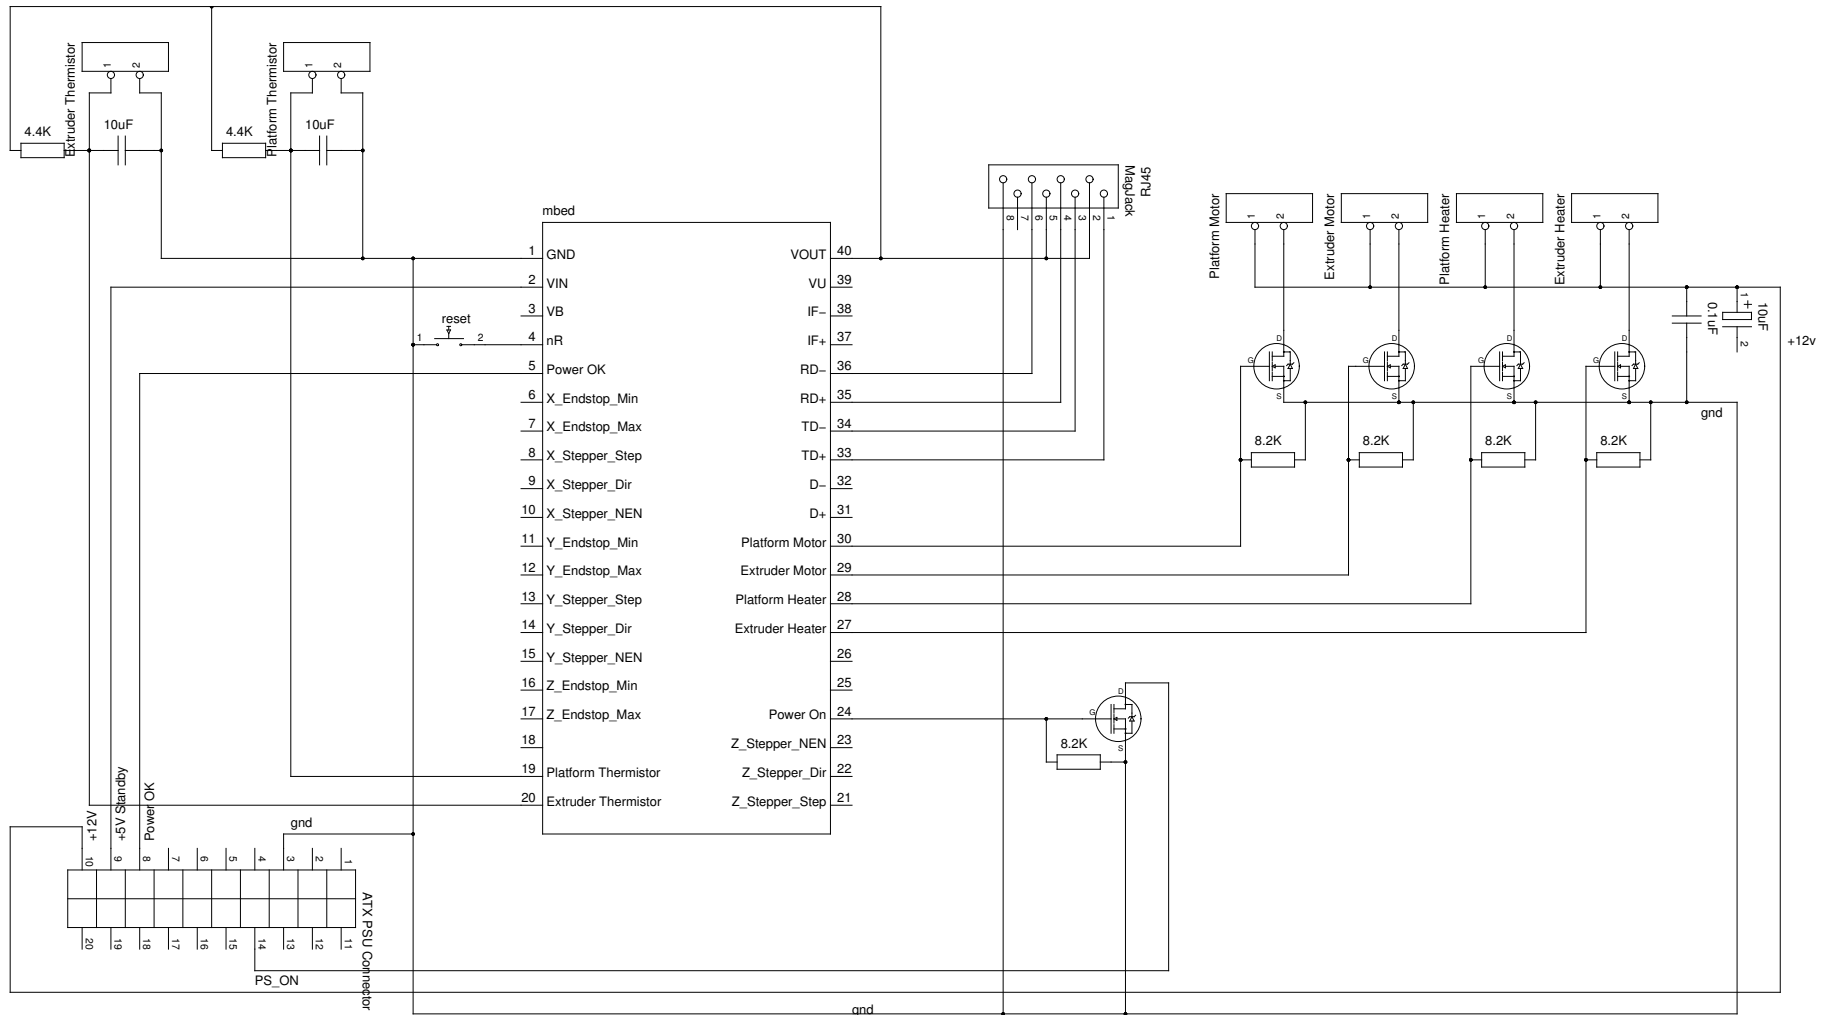 Extruder Thermistor
1
2
4.4K
10uF
Platform Thermistor
1
2
4.4K
10uF
RJ45
MagJack
8
7
6
5
4
3
2
1
Platform Motor
1
2
Extruder Motor
1
2
Platform Heater
1
2
Extruder Heater
1
2
0.1uF
1
+
10uF
2
+12v
D
G
S
D
G
S
D
G
S
D
G
S
gnd
8.2K
8.2K
8.2K
8.2K
mbed
1 GND
2 VIN
3 VB
4 nR
5 Power OK
6 X_Endstop_Min
7 X_Endstop_Max
8 X_Stepper_Step
9 X_Stepper_Dir
10 X_Stepper_NEN
11 Y_Endstop_Min
12 Y_Endstop_Max
13 Y_Stepper_Step
14 Y_Stepper_Dir
15 Y_Stepper_NEN
16 Z_Endstop_Min
17 Z_Endstop_Max
18
19 Platform Thermistor
20 Extruder Thermistor
VOUT 40
VU 39
IF− 38
IF+ 37
RD− 36
RD+ 35
TD− 34
TD+ 33
D− 32
D+ 31
Platform Motor 30
Extruder Motor 29
Platform Heater 28
Extruder Heater 27
26
25
Power On 24
Z_Stepper_NEN 23
Z_Stepper_Dir 22
Z_Stepper_Step 21
reset
1
2
D
G
S
8.2K
+12V
+5V Standby
Power OK
gnd
10
9
8
7
6
5
4
3
2
1
20
19
18
17
16
15
14
13
12
11
ATX PSU Connector
PS_ON
gnd